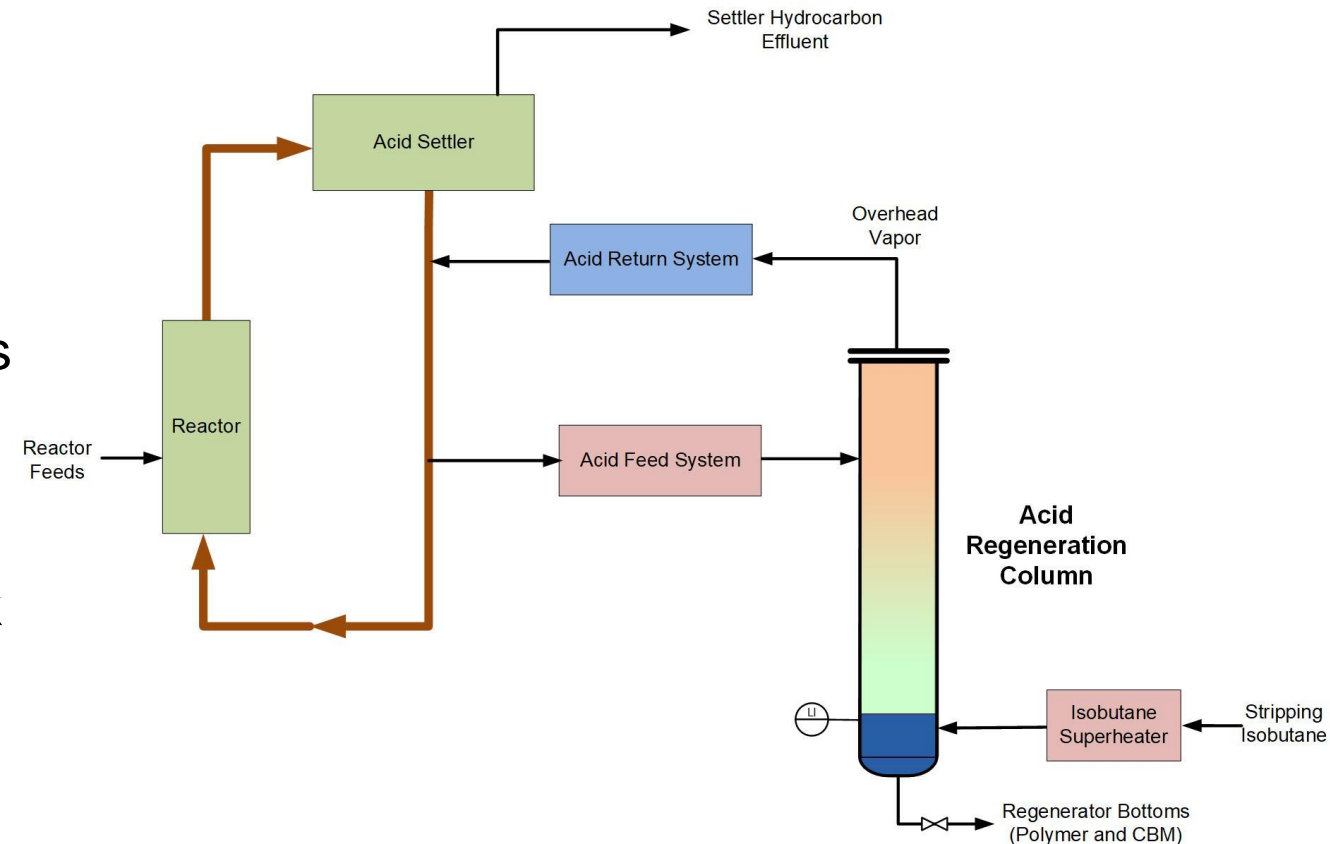 Settler Hydrocarbon
Effluent
Acid Settler
Overhead
Vapor
Acid Return System
s
Reactor
Reactor
Feeds
Acid Feed System
Acid
Regeneration
Column
LI
Isobutane
Superheater
Stripping
Isobutane
Regenerator Bottoms
(Polymer and CBM)